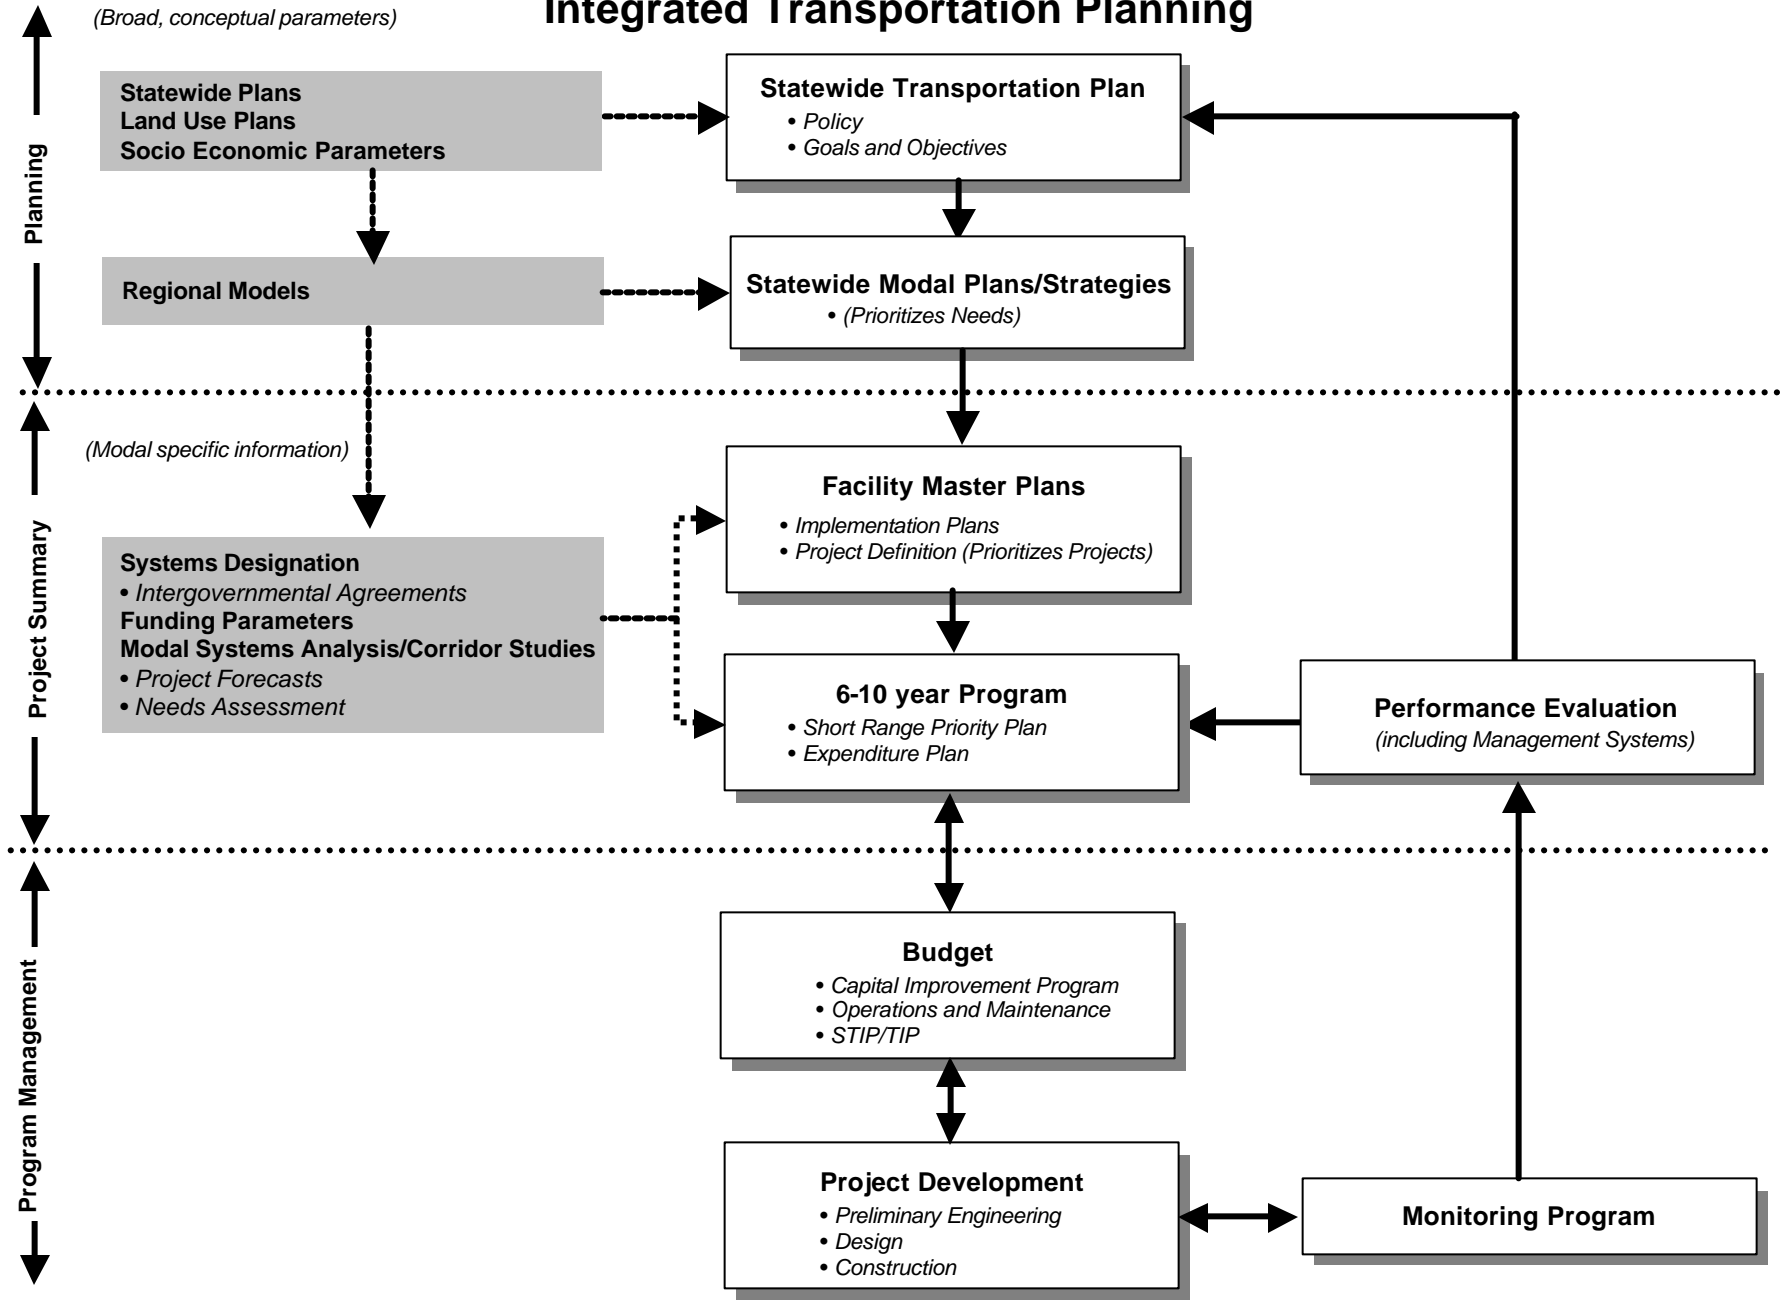 Integrated Transportation Planning
(Broad, conceptual parameters)
Planning
Statewide Plans
Land Use Plans
Socio Economic Parameters
Statewide Transportation Plan
• Policy
• Goals and Objectives
Regional Models
Statewide Modal Plans/Strategies
• (Prioritizes Needs)
Project Summary
(Modal specific information)
Facility Master Plans
• Implementation Plans
• Project Definition (Prioritizes Projects)
Systems Designation
• Intergovernmental Agreements
Funding Parameters
Modal Systems Analysis/Corridor Studies
• Project Forecasts
• Needs Assessment
6-10 year Program
• Short Range Priority Plan
• Expenditure Plan
Performance Evaluation
(including Management Systems)
Program Management
Budget
• Capital Improvement Program
• Operations and Maintenance
• STIP/TIP
Project Development
• Preliminary Engineering
• Design
• Construction
Monitoring Program